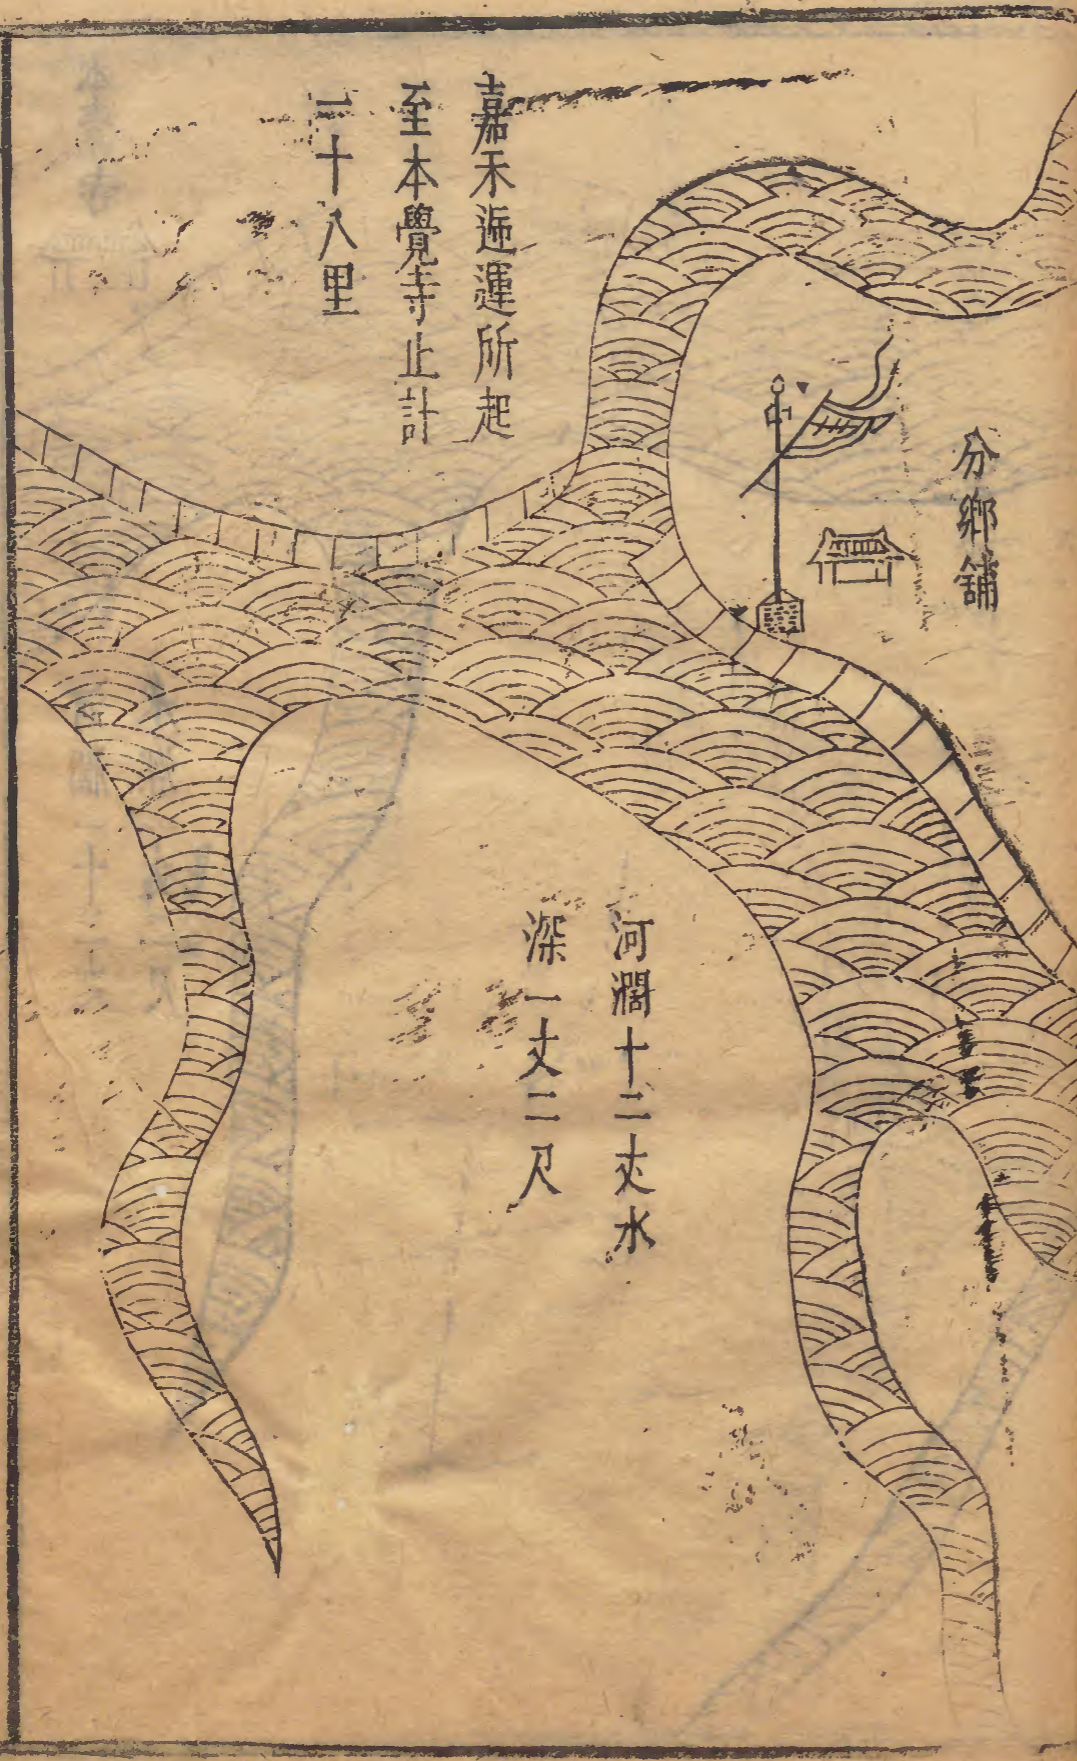 分鄉舖
嘉禾遞運所起
至本覺寺止計
二十八里
河濶十二丈水
深一丈二尺